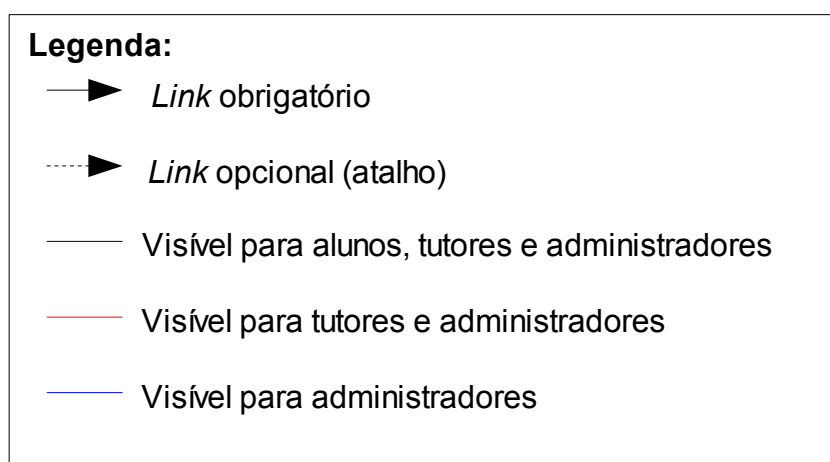 Legenda:
Link obrigatório
Link opcional (atalho)
Visível para alunos, tutores e administradores
Visível para tutores e administradores
Visível para administradores